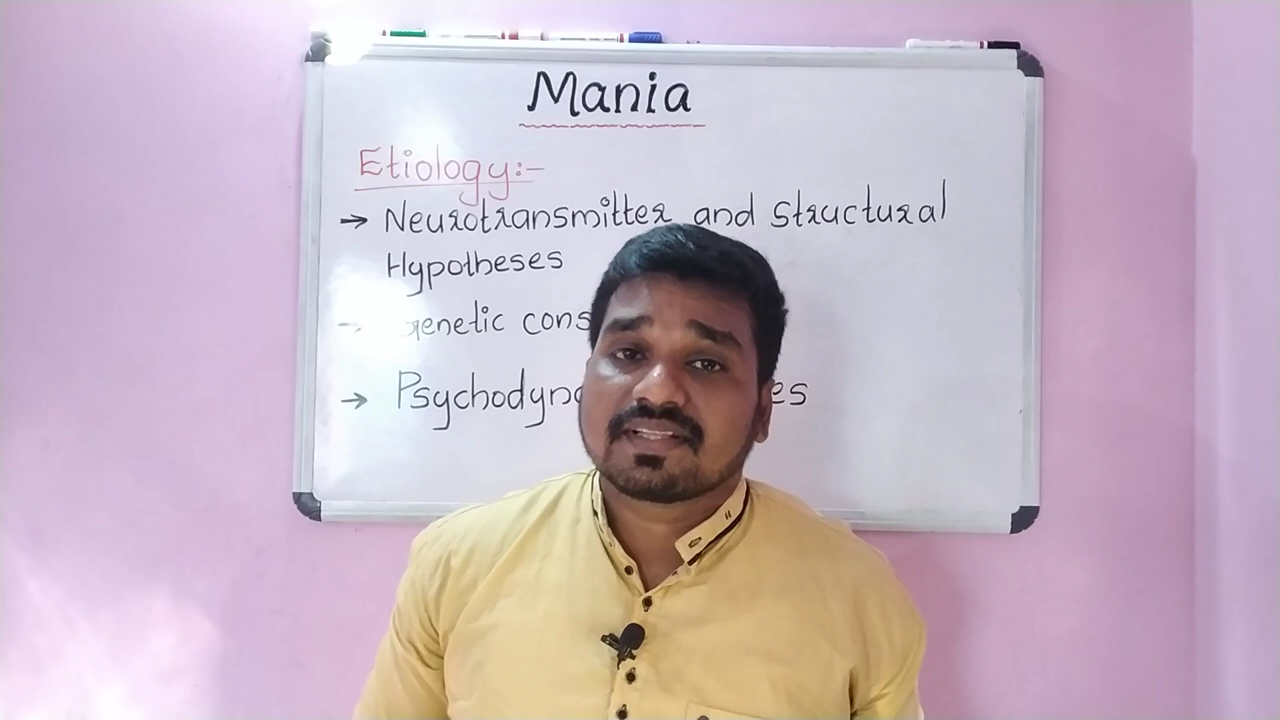 Mania
Etiology:-
→ Neurotransmitter and Structural
Hypotheses
→ Genetic
→